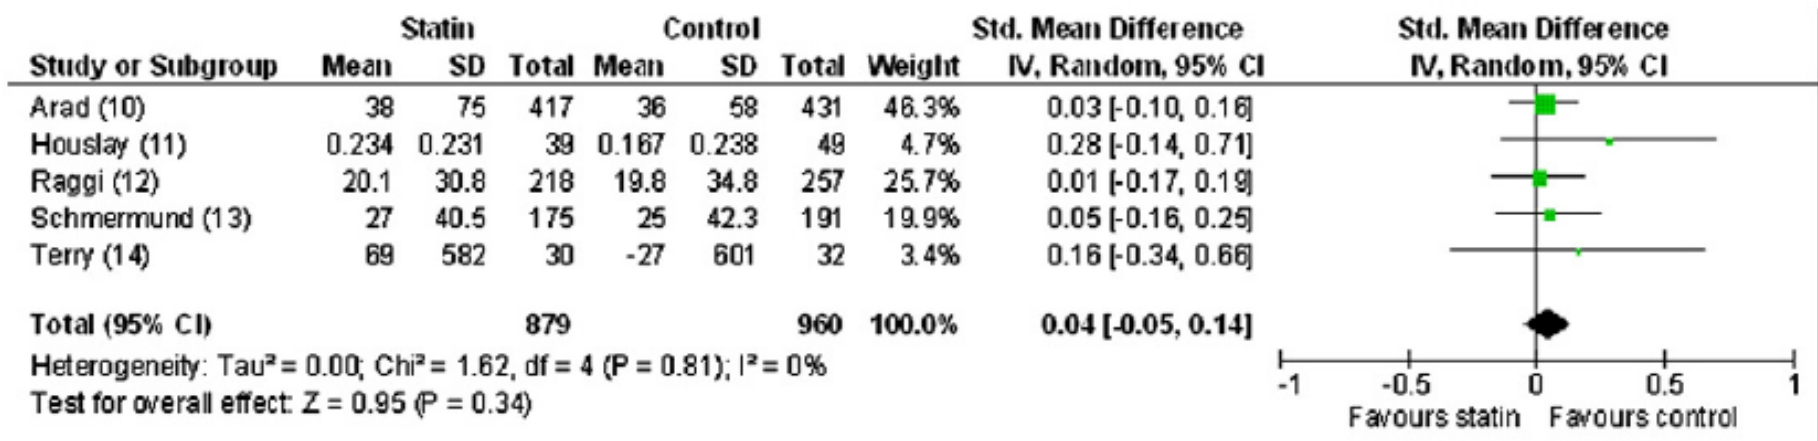 Statin Control Std. Mean Difference Std. Mean Difference
Study or Subgroup Mean SD Total Mean SD Total Weight IV, Random, 95% CI IV, Random, 95% CI
Arad (10) 38 75 417 36 58 431 46.3% 0.03 [-0.10, 0.16]
Houslay (11) 0.234 0.231 39 0.167 0.238 49 4.7% 0.28 [-0.14, 0.71]
Raggi (12) 20.1 30.8 218 19.8 34.8 257 25.7% 0.01 [-0.17, 0.19]
Schmermund (13) 27 40.5 175 25 42.3 191 19.9% 0.05 [-0.16, 0.25]
Terry (14) 69 582 30 -27 601 32 3.4% 0.16 [-0.34, 0.66]
Total (95% CI) 879 960 100.0% 0.04 [-0.05, 0.14]
Heterogeneity: Tau² = 0.00; Chi² = 1.62, df = 4 (P = 0.81); I² = 0%
Test for overall effect: Z = 0.95 (P = 0.34)
-1 -0.5 0 0.5 1
Favours statin Favours control